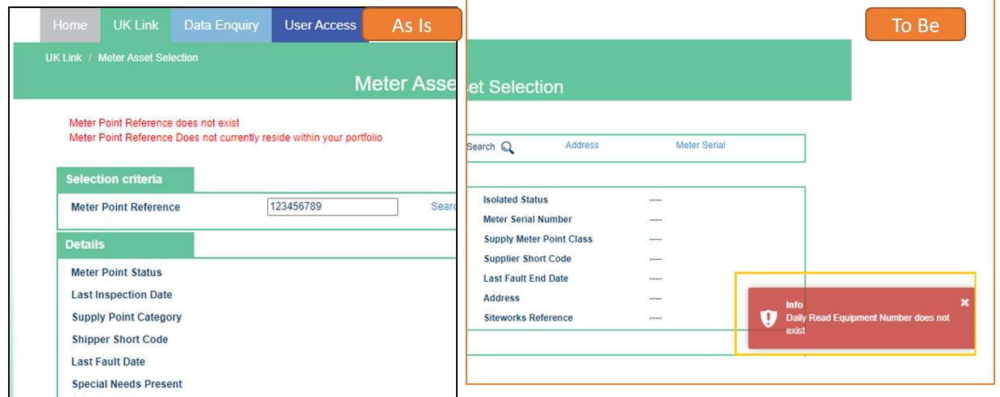 Home
UK Link
Data Enquiry
User Access
As Is
UK Link / Meter Asset Selection
Meter Asse
Meter Point Reference does not exist
Meter Point Reference Does not currently reside within your portfolio
Selection criteria
Meter Point Reference
123456789
Searc
Details
Meter Point Status
Last Inspection Date
Supply Point Category
Shipper Short Code
Last Fault Date
Special Needs Present
To Be
et Selection
Search
Address
Meter Serial
Isolated Status ----
Meter Serial Number ----
Supply Meter Point Class ----
Supplier Short Code ----
Last Fault End Date ----
Address ----
Siteworks Reference ----
Info
Daily Read Equipment Number does not
exist